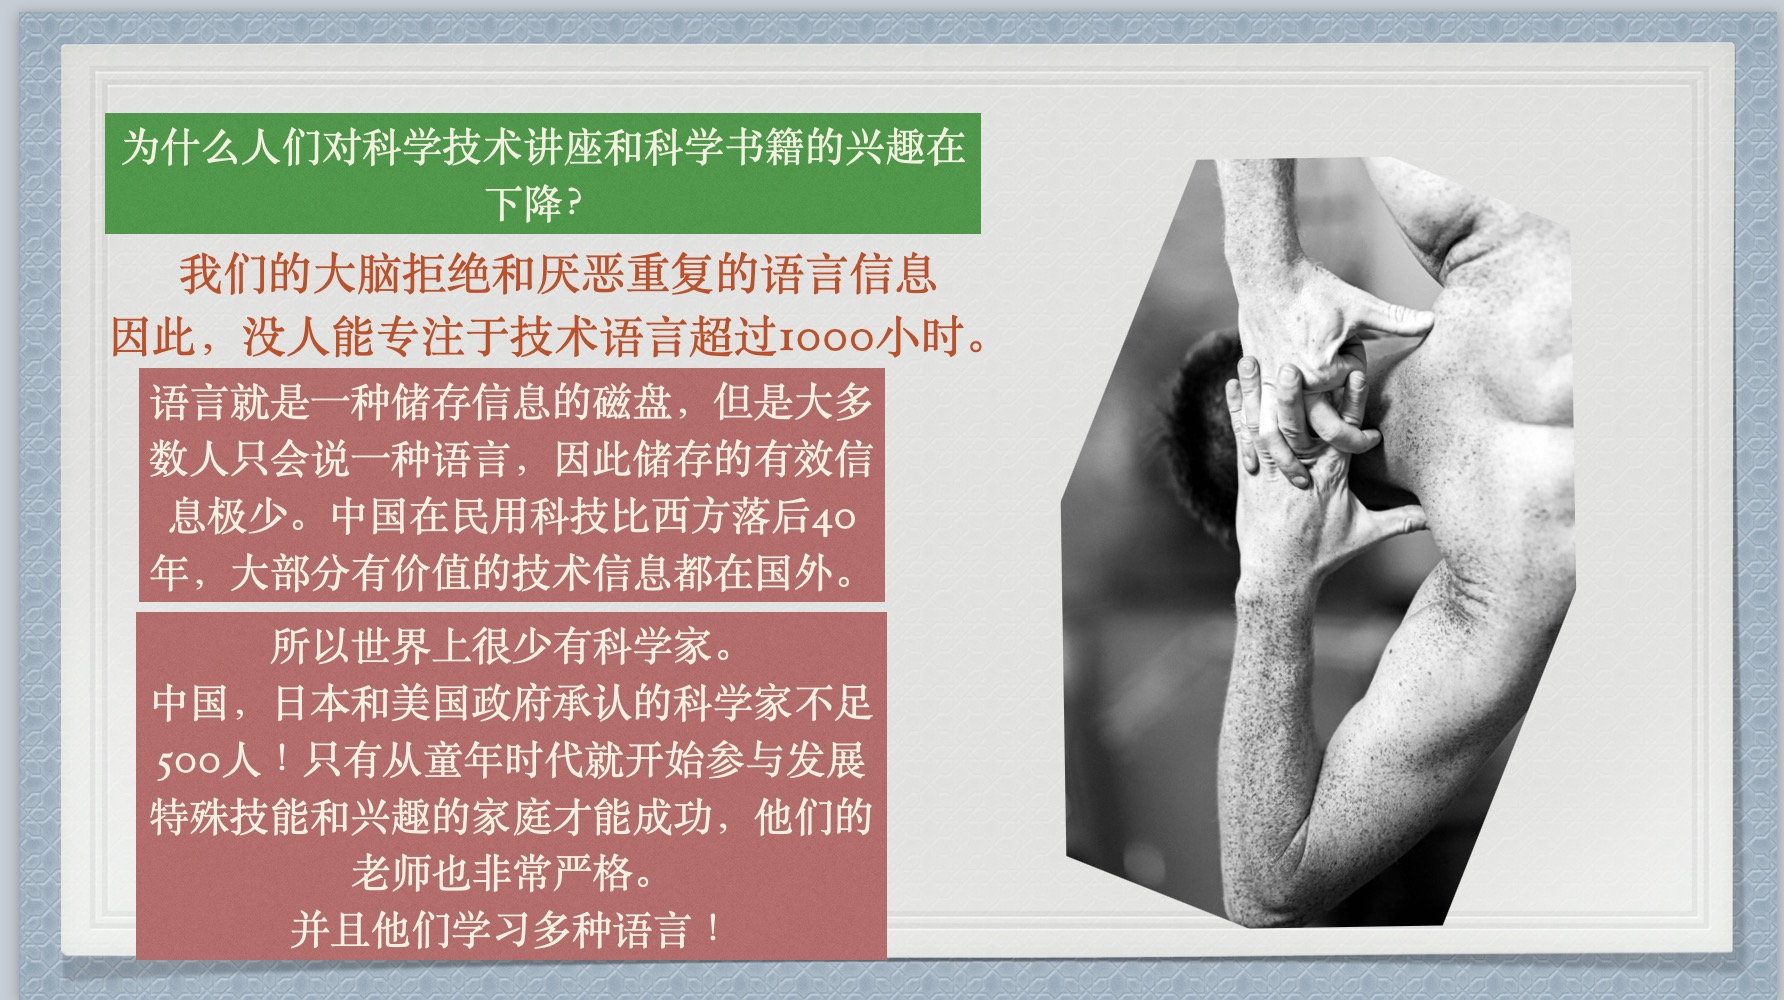 为什么人们对科学技术讲座和科学书籍的兴趣在
下降?
我们的大脑拒绝和厌恶重复的语言信息
因此，没人能专注于技术语言超过1000小时。
语言就是一种储存信息的磁盘，但是大多
数人只会说一种语言，因此储存的有效信
息极少。中国在民用科技比西方落后40
年，大部分有价值的技术信息都在国外。
所以世界上很少有科学家。
中国，日本和美国政府承认的科学家不足
500人！只有从童年时代就开始参与发展
特殊技能和兴趣的家庭才能成功，他们的
老师也非常严格。
并且他们学习多种语言！